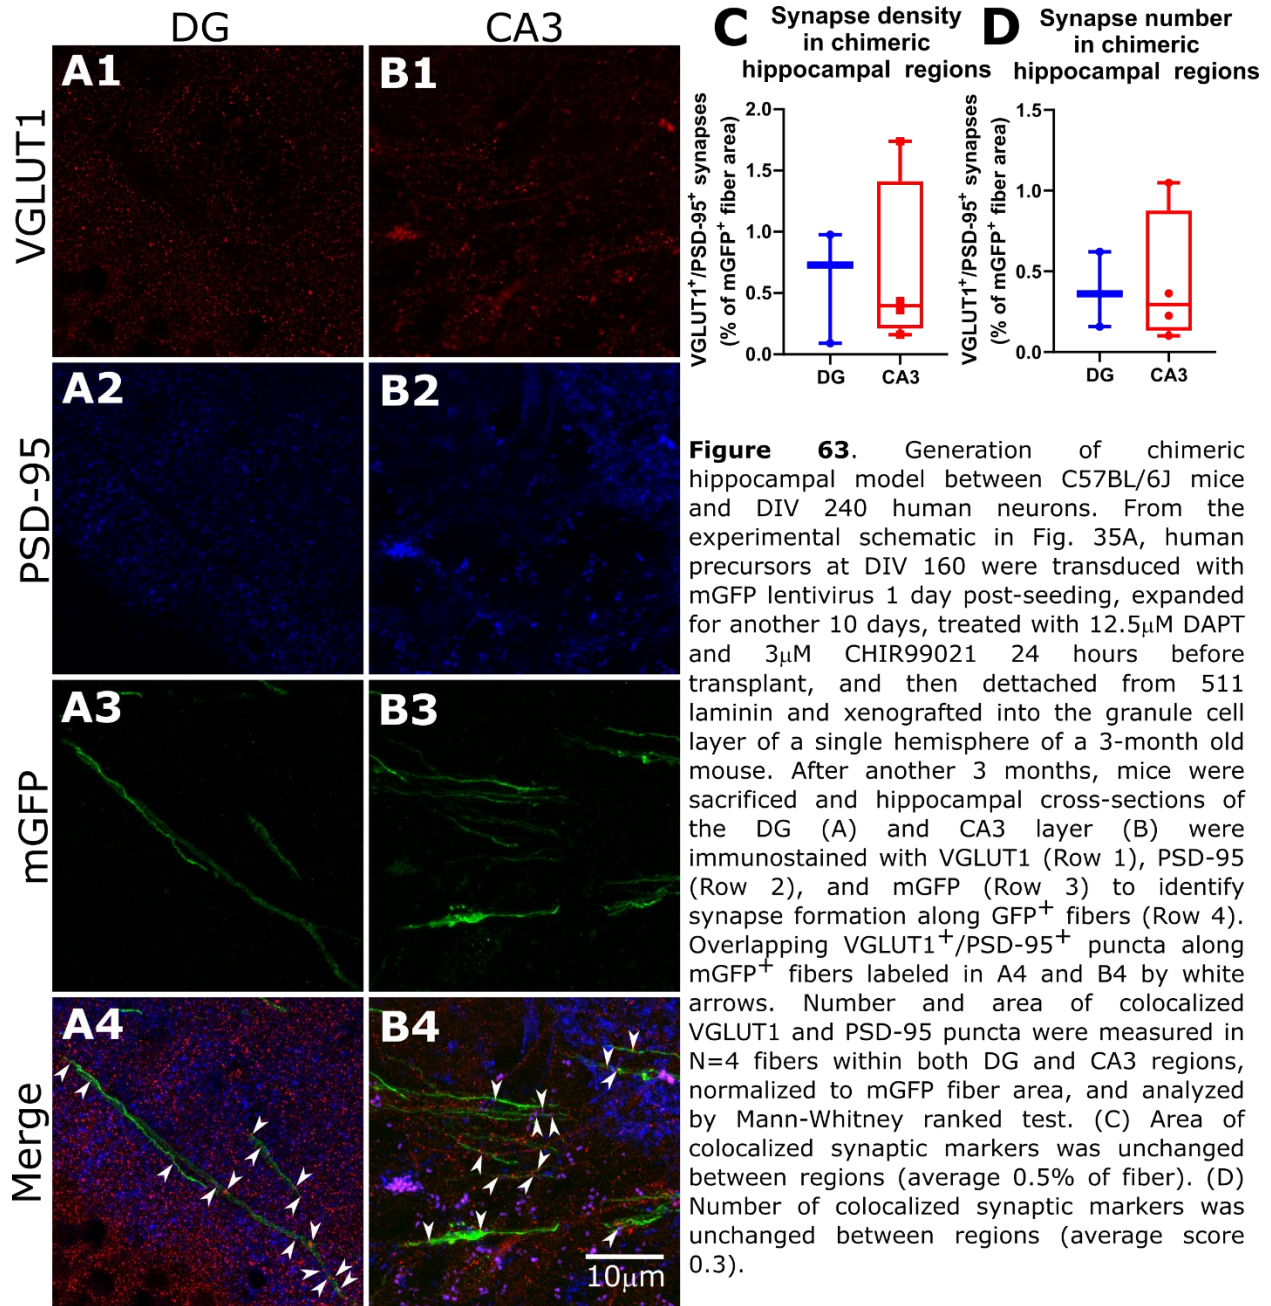 DG
CA3
A1
B1
VGLUT1
A2
B2
PSD-95
A3
B3
mGFP
A4
B4
Merge
10μm
C
Synapse density
in chimeric
hippocampal regions
VGLUT1+/PSD-95+ synapses
(% of mGFP+ fiber area)
2.0
1.5
1.0
0.5
0.0
DG
CA3
D
Synapse number
in chimeric
hippocampal regions
VGLUT1+/PSD-95+ synapses
(% of mGFP+ fiber area)
1.5
1.0
0.5
0.0
DG
CA3
Figure 63. Generation of chimeric
hippocampal model between C57BL/6J mice
and DIV 240 human neurons. From the
experimental schematic in Fig. 35A, human
precursors at DIV 160 were transduced with
mGFP lentivirus 1 day post-seeding, expanded
for another 10 days, treated with 12.5μM DAPT
and 3μM CHIR99021 24 hours before
transplant, and then dettached from 511
laminin and xenografted into the granule cell
layer of a single hemisphere of a 3-month old
mouse. After another 3 months, mice were
sacrificed and hippocampal cross-sections of
the DG (A) and CA3 layer (B) were
immunostained with VGLUT1 (Row 1), PSD-95
(Row 2), and mGFP (Row 3) to identify
synapse formation along GFP+ fibers (Row 4).
Overlapping VGLUT1+/PSD-95+ puncta along
mGFP+ fibers labeled in A4 and B4 by white
arrows. Number and area of colocalized
VGLUT1 and PSD-95 puncta were measured in
N=4 fibers within both DG and CA3 regions,
normalized to mGFP fiber area, and analyzed
by Mann-Whitney ranked test. (C) Area of
colocalized synaptic markers was unchanged
between regions (average 0.5% of fiber). (D)
Number of colocalized synaptic markers was
unchanged between regions (average score
0.3).